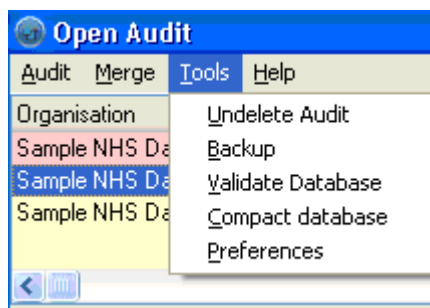 Open Audit
Audit Merge Tools Help
Organisation
Undelete Audit
Sample NHS Da
Backup
Sample NHS Da
Validate Database
Sample NHS Da
Compact database
Preferences